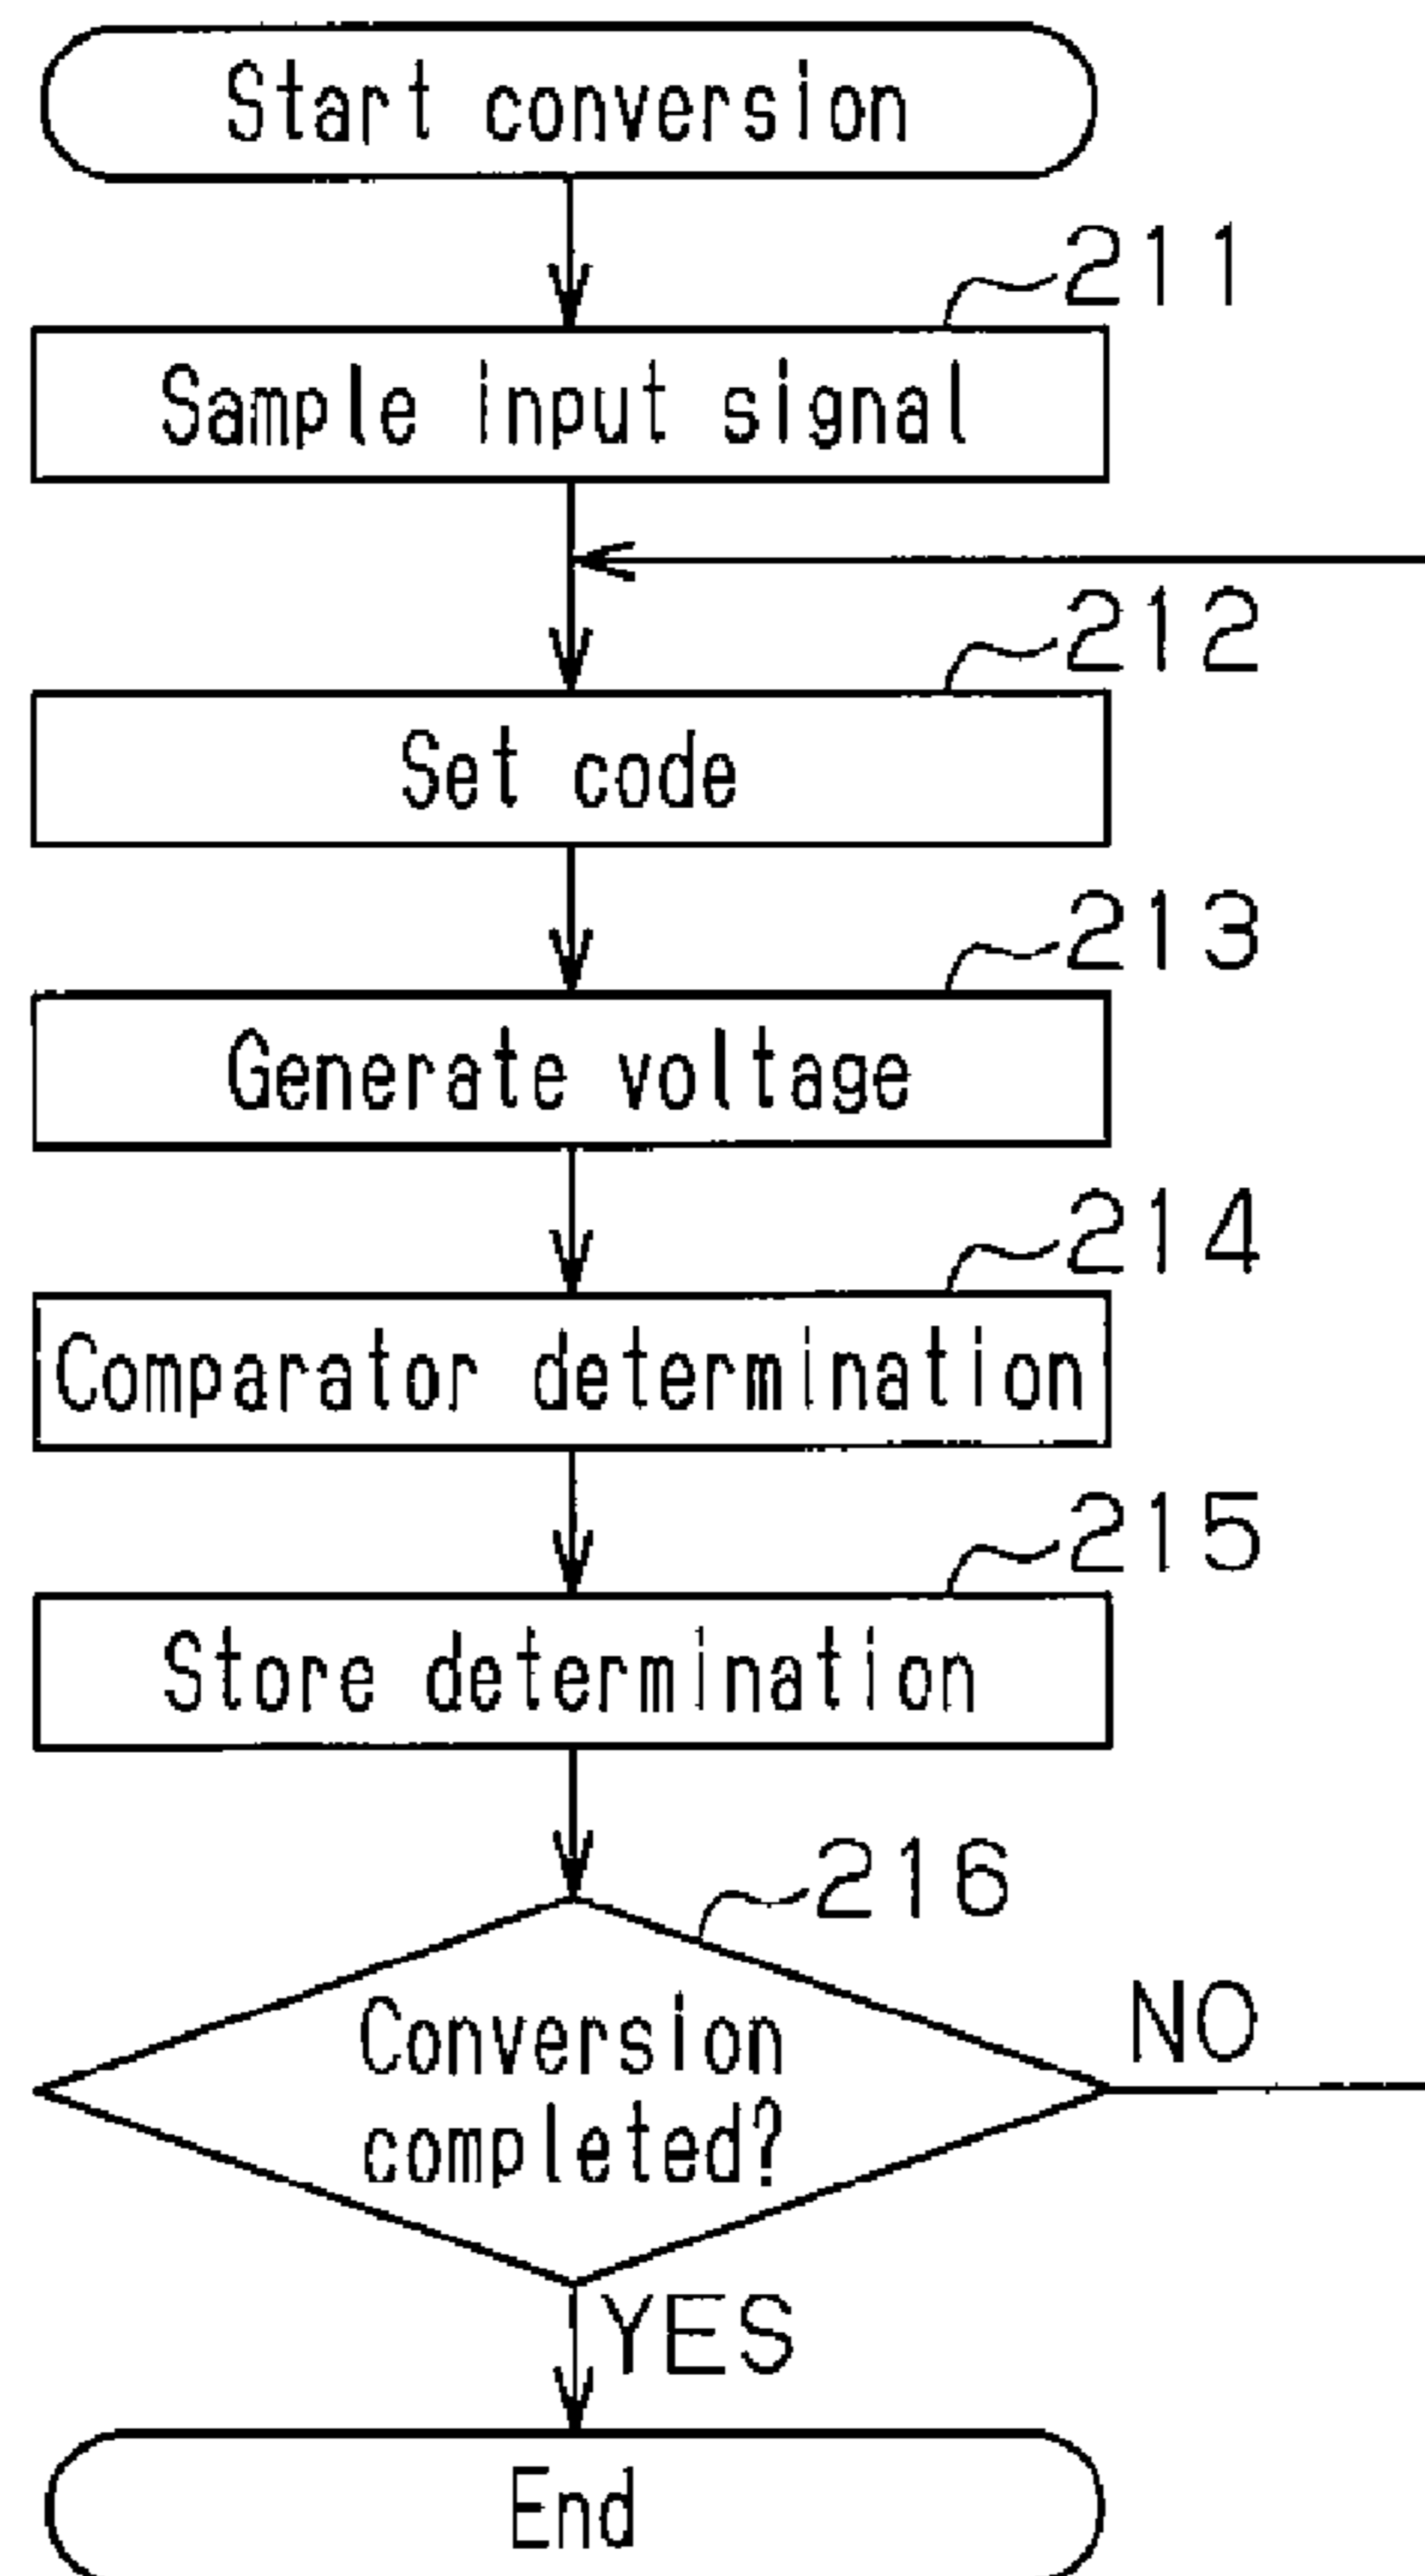 Start conversion
211
Sample input signal
212
Set code
213
Generate voltage
214
Comparator determination
215
Store determination
216
Conversion
completed?
NO
YES
End